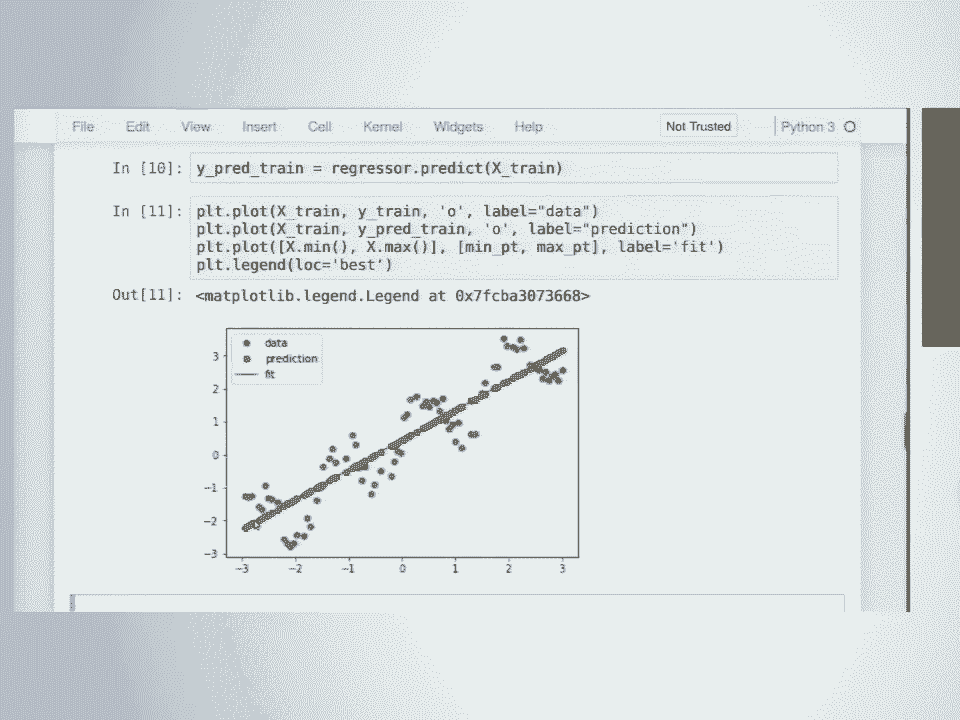 File Edit View Insert Cell Kernel Widgets Help Not Trusted Python 3
In [10]: y_pred_train = regressor.predict(X_train)
In [11]: plt.plot(X_train, y_train, 'o', label="data")
plt.plot(X_train, y_pred_train, 'o', label="prediction")
plt.plot([X.min(), X.max()], [min_pt, max_pt], label='fit')
plt.legend(loc='best')
Out[11]: <matplotlib.legend.Legend at 0x7fcba3073668>
data
prediction
fit
3
2
1
0
−1
−2
−3
−3 −2 −1 0 1 2 3